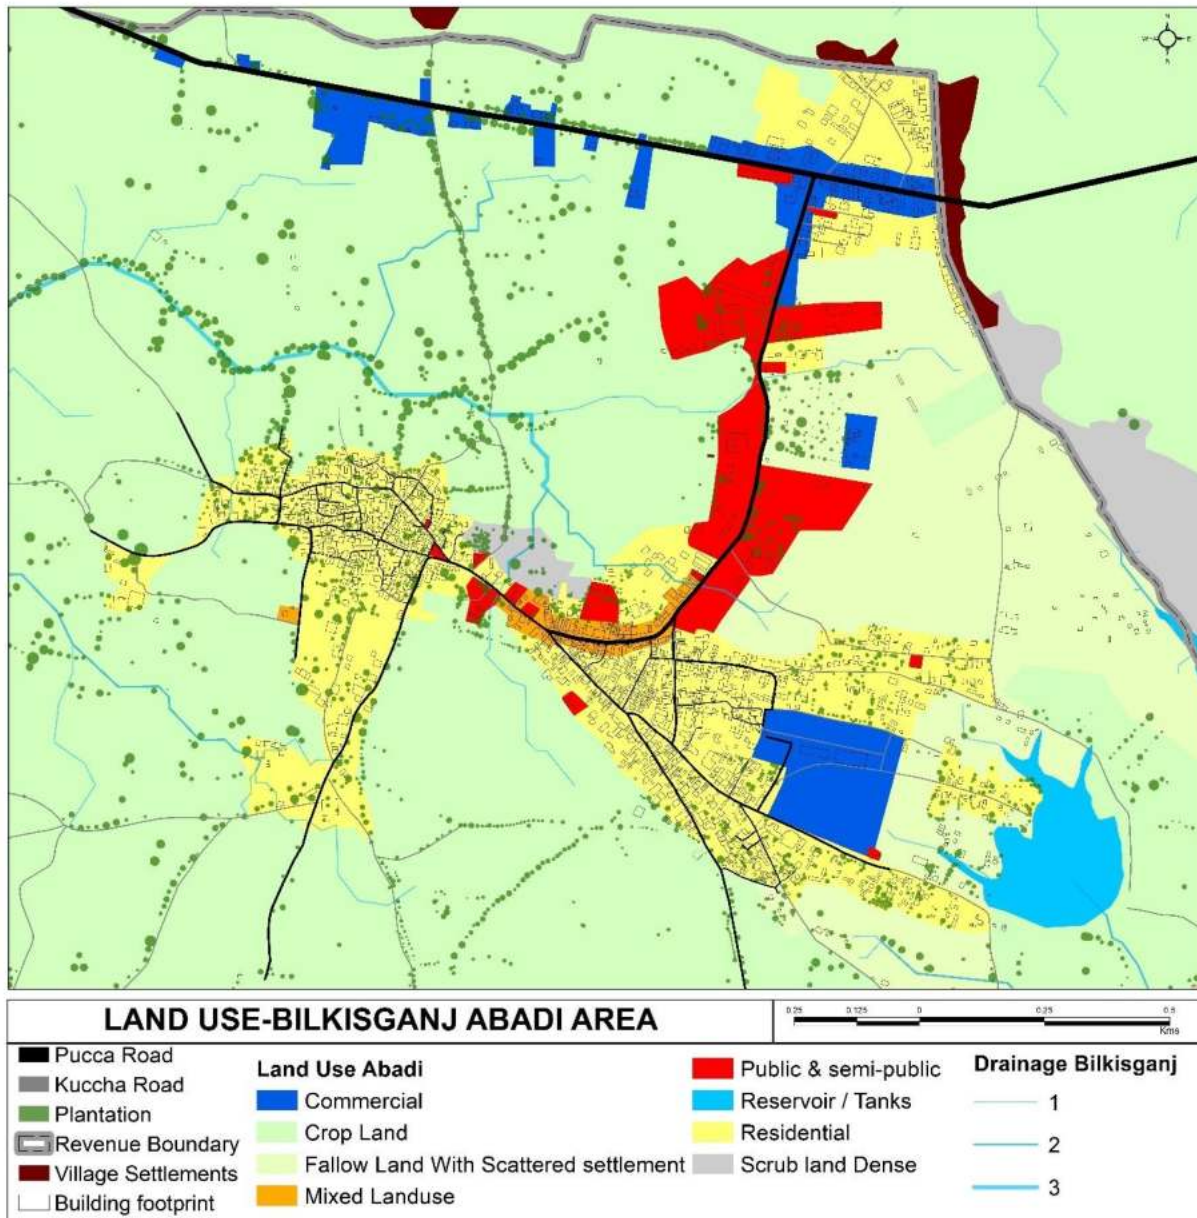 N
W E
LAND USE-BILKISGANJ ABADI AREA
0.25 0.125 0 0.25 0.5
Kms
Pucca Road
Kuccha Road
Plantation
Revenue Boundary
Village Settlements
Building footprint
Land Use Abadi
Commercial
Crop Land
Fallow Land With Scattered settlement
Mixed Landuse
Public & semi-public
Reservoir / Tanks
Residential
Scrub land Dense
Drainage Bilkisganj
1
2
3